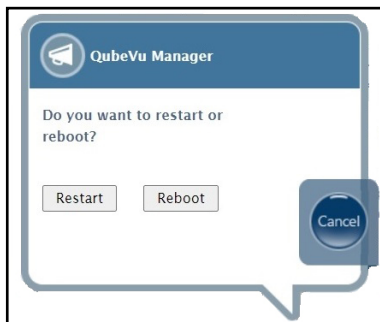 QubeVu Manager
Do you want to restart or
reboot?
Restart Reboot
Cancel